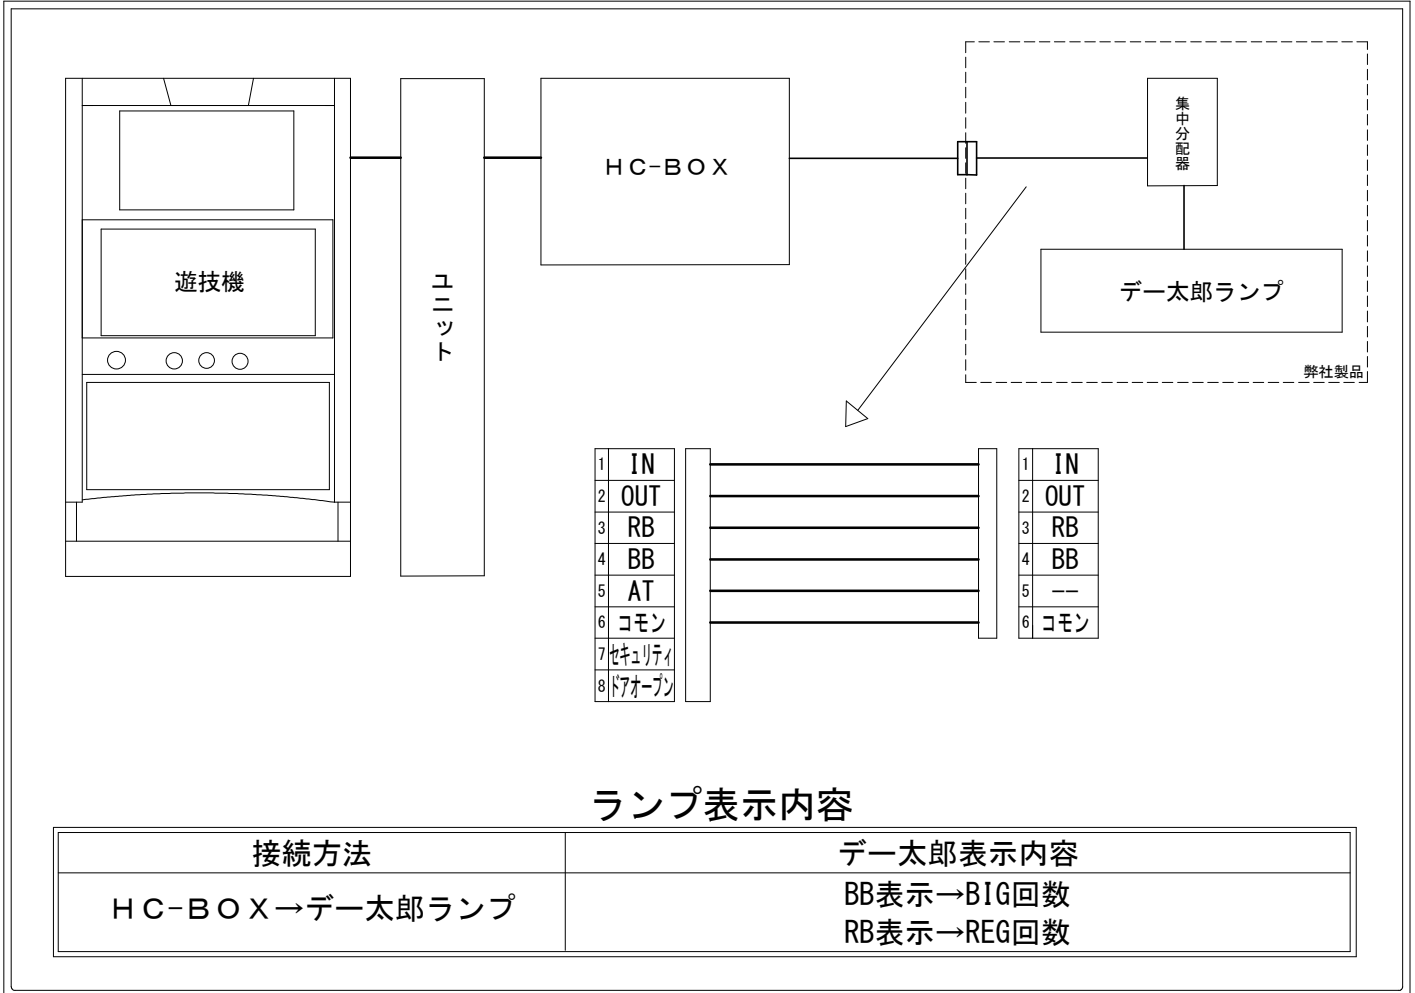 遊技機
ユニット
HC-BOX
集中分配器
デー太郎ランプ
弊社製品
1 IN
2 OUT
3 RB
4 BB
5 AT
6 コモン
7 セキュリティ
8 ドアオープン
1 IN
2 OUT
3 RB
4 BB
5 --
6 コモン
ランプ表示内容
接続方法 デー太郎表示内容
HC-BOX→デー太郎ランプ
BB表示→BIG回数
RB表示→REG回数